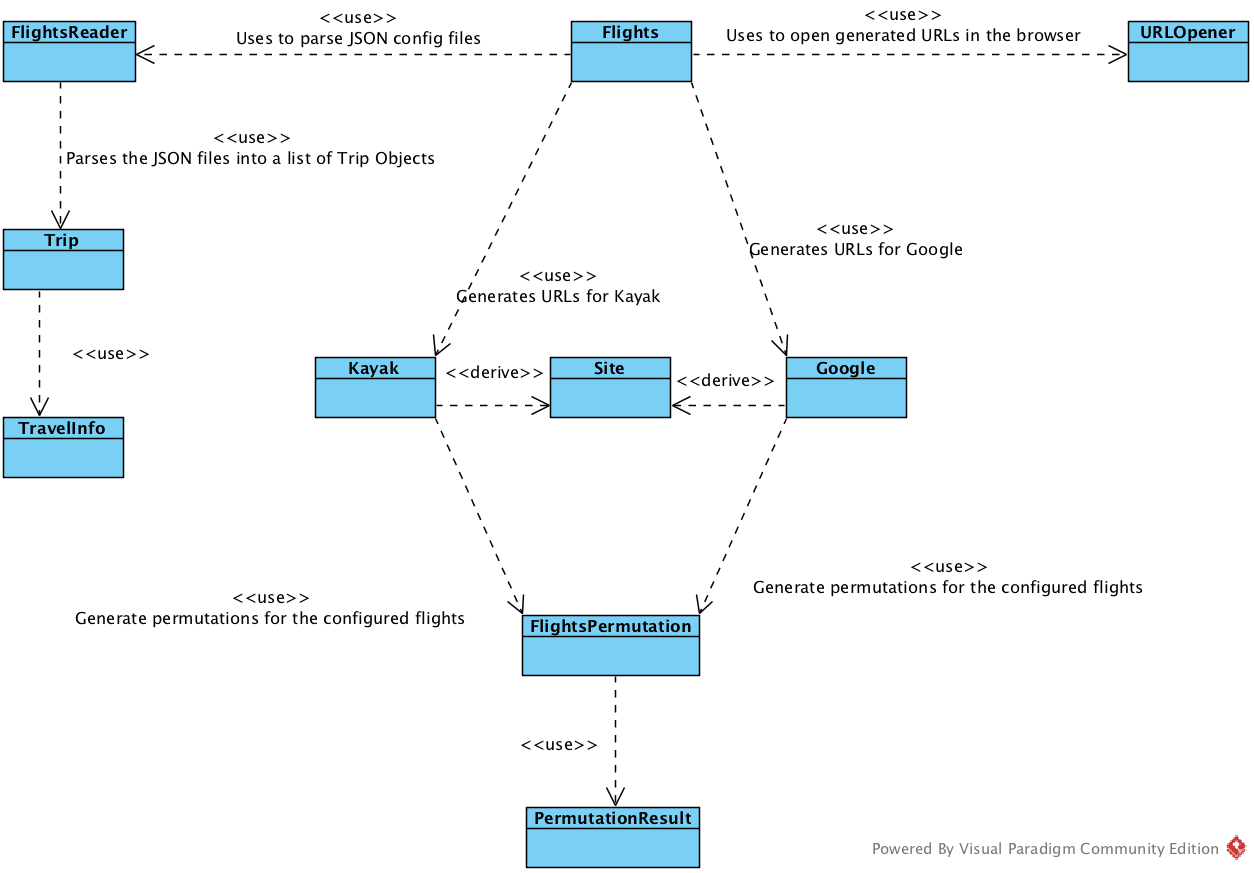 <<use>>
Uses to parse JSON config files
<<use>>
Uses to open generated URLs in the browser
FlightsReader
Flights
URLOpener
<<use>>
Parses the JSON files into a list of Trip Objects
Trip
<<use>>
Generates URLs for Google
<<use>>
Generates URLs for Kayak
<<use>>
Kayak
<<derive>>
Site
<<derive>>
Google
TravelInfo
<<use>>
Generate permutations for the configured flights
<<use>>
Generate permutations for the configured flights
FlightsPermutation
<<use>>
PermutationResult
Powered By Visual Paradigm Community Edition